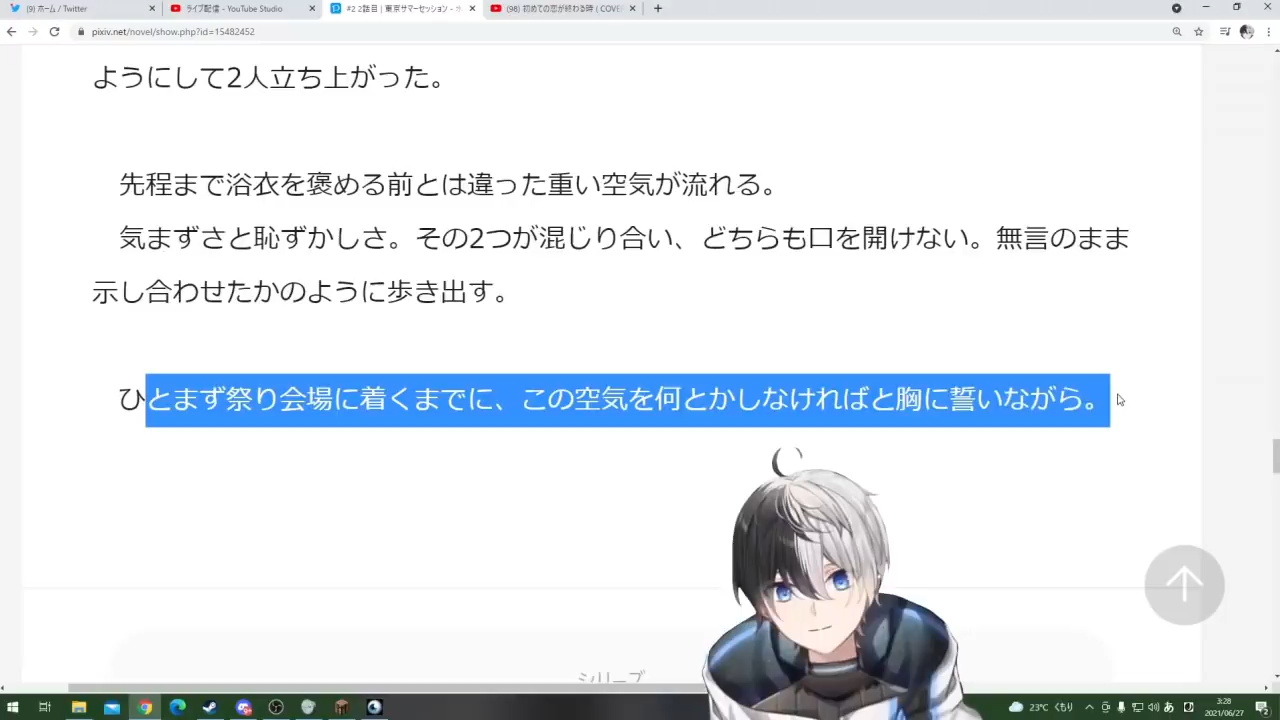 (9) ホーム / Twitter
ライブ配信 - YouTube Studio
#2 2話目 | 東京サマーセッション -
(98) 初めての恋が終わる時 ( COVE
pixiv.net/novel/show.php?id=15482452
ようにして2人立ち上がった。
先程まで浴衣を褒める前とは違った重い空気が流れる。
気まずさと恥ずかしさ。その2つが混じり合い、どちらも口を開けない。無言のまま
示し合わせたかのように歩き出す。
ひとまず祭り会場に着くまでに、この空気を何とかしなければと胸に誓いながら。
シリーズ
23°C くもり
あ
3:28
2021/06/27
2